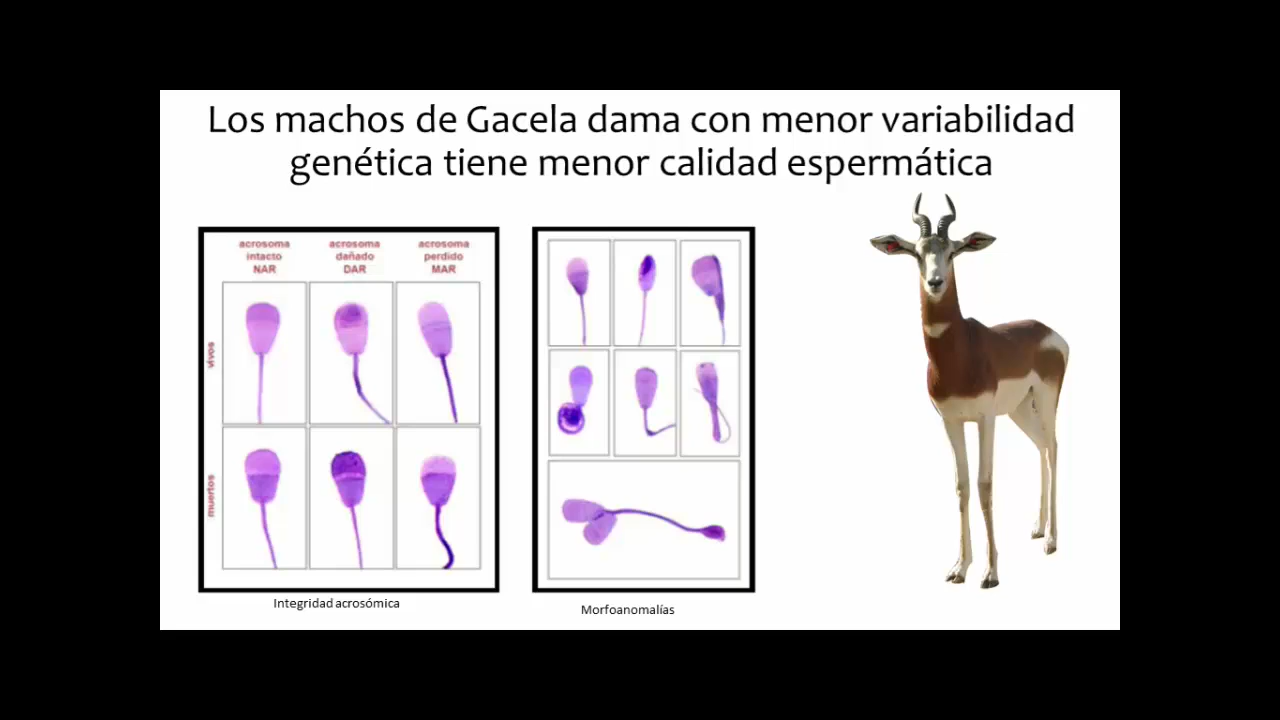 Los machos de Gacela dama con menor variabilidad
genética tiene menor calidad espermática
acrosoma
intacto
NAR
acrosoma
dañado
DAR
acrosoma
perdido
MAR
vivos
muertos
Integridad acrosómica
Morfoanomalías